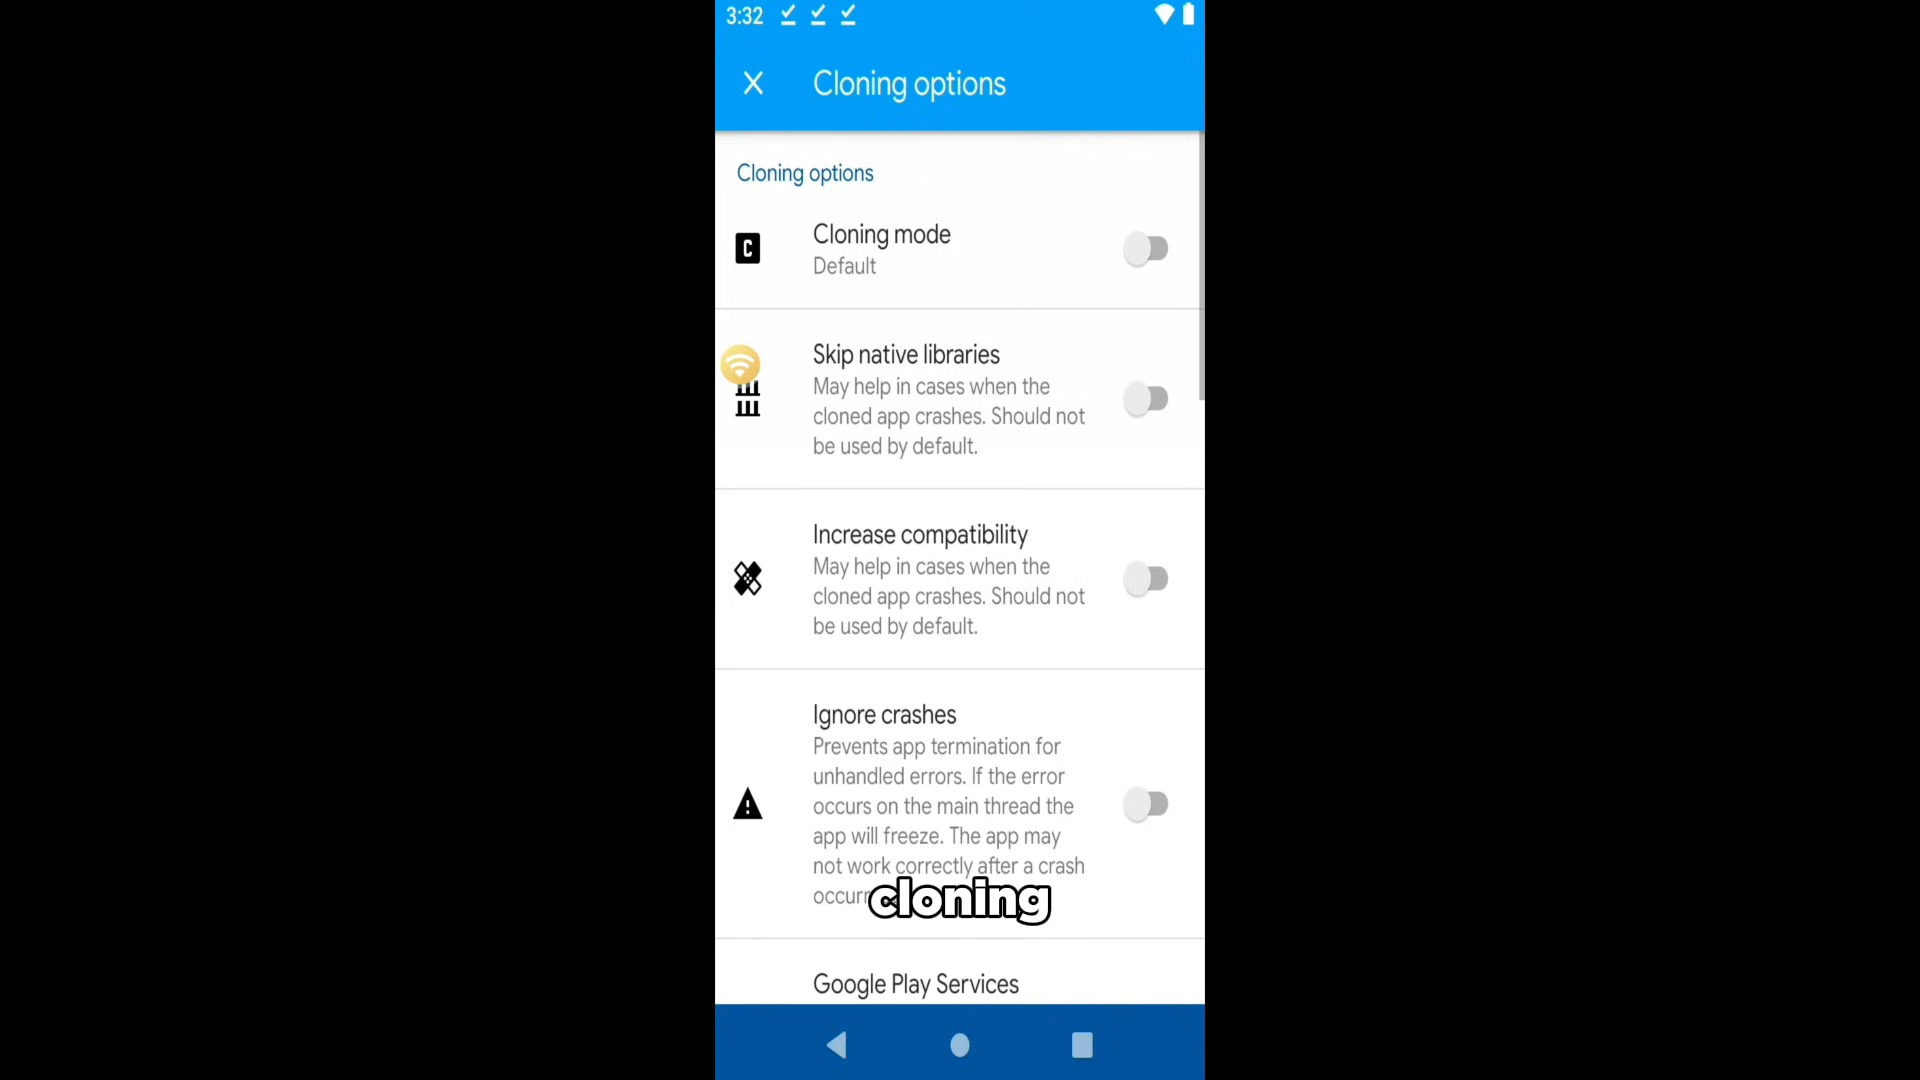 3:32
Cloning options
Cloning options
C
Cloning mode
Default
Skip native libraries
May help in cases when the
cloned app crashes. Should not
be used by default.
Increase compatibility
May help in cases when the
cloned app crashes. Should not
be used by default.
Ignore crashes
Prevents app termination for
unhandled errors. If the error
occurs on the main thread the
app will freeze. The app may
not work correctly after a crash
cloning
Google Play Services